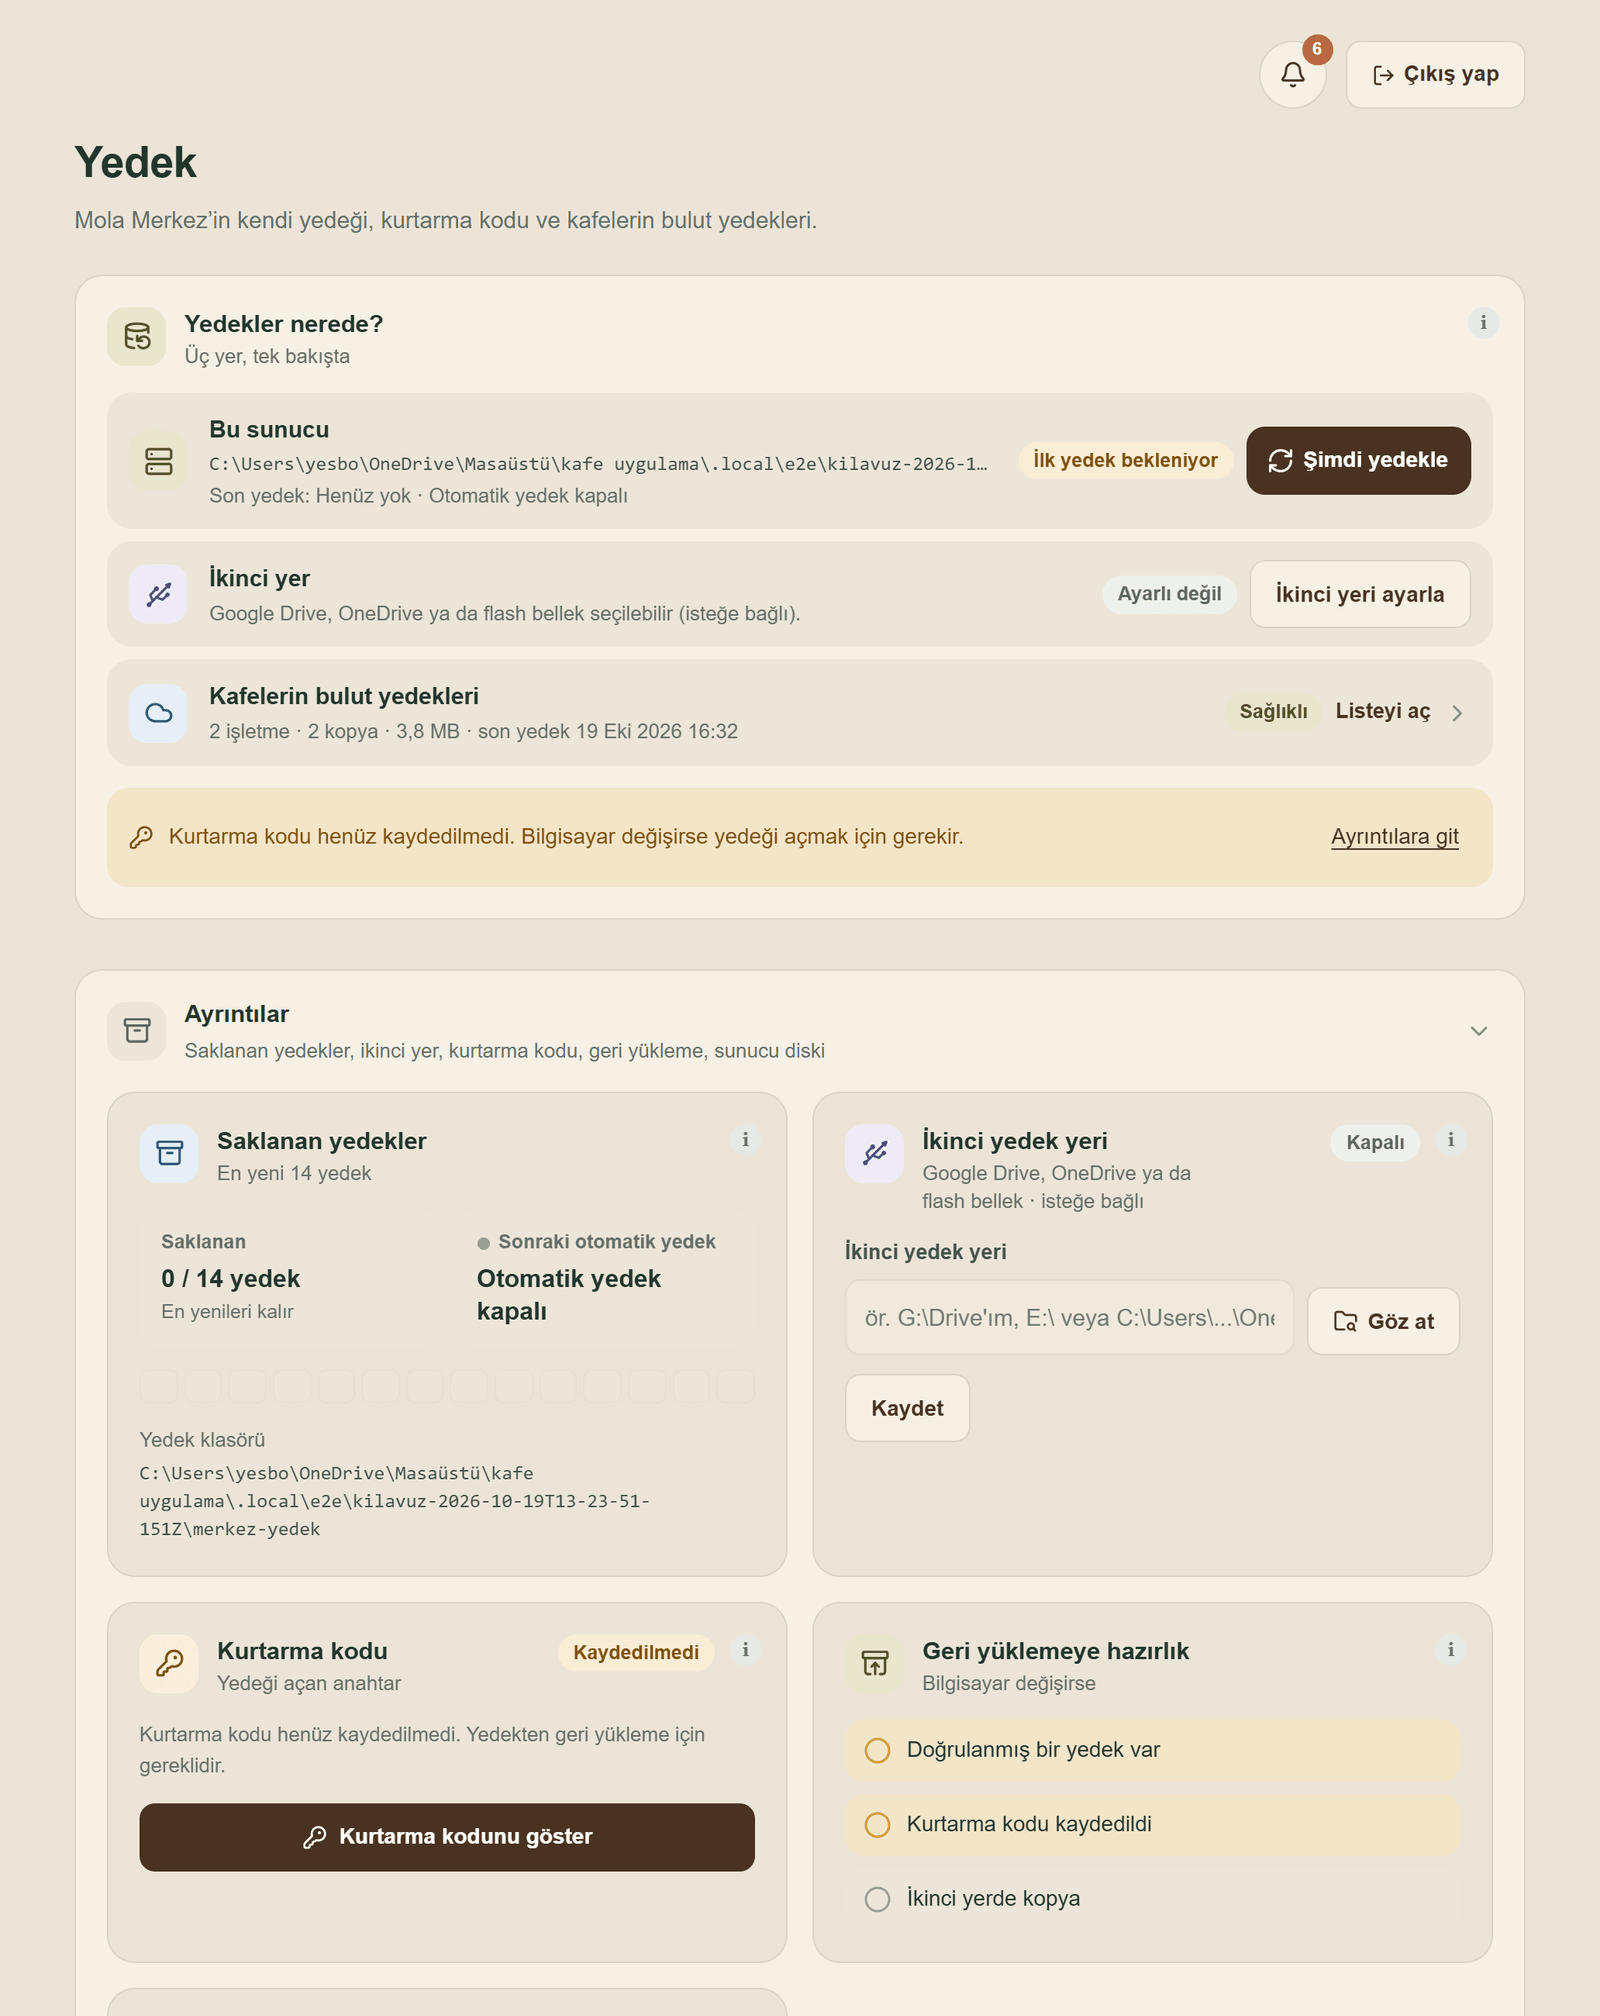 6
Çıkış yap
Yedek
Mola Merkez’in kendi yedeği, kurtarma kodu ve kafelerin bulut yedekleri.
Yedekler nerede?
i
Üç yer, tek bakışta
Bu sunucu
C:\Users\yesbo\OneDrive\Masaüstü\kafe uygulama\.local\e2e\kilavuz-2026-1…
Son yedek: Henüz yok · Otomatik yedek kapalı
İlk yedek bekleniyor
Şimdi yedekle
İkinci yer
Google Drive, OneDrive ya da flash bellek seçilebilir (isteğe bağlı).
Ayarlı değil
İkinci yeri ayarla
Kafelerin bulut yedekleri
2 işletme · 2 kopya · 3,8 MB · son yedek 19 Eki 2026 16:32
Sağlıklı
Listeyi aç
Kurtarma kodu henüz kaydedilmedi. Bilgisayar değişirse yedeği açmak için gerekir.
Ayrıntılara git
Ayrıntılar
Saklanan yedekler, ikinci yer, kurtarma kodu, geri yükleme, sunucu diski
Saklanan yedekler
i
En yeni 14 yedek
Saklanan
0 / 14 yedek
En yenileri kalır
Sonraki otomatik yedek
Otomatik yedek
kapalı
Yedek klasörü
C:\Users\yesbo\OneDrive\Masaüstü\kafe
uygulama\.local\e2e\kilavuz-2026-10-19T13-23-51-
151Z\merkez-yedek
İkinci yedek yeri
Kapalı
i
Google Drive, OneDrive ya da
flash bellek · isteğe bağlı
İkinci yedek yeri
ör. G:\Drive'ım, E:\ veya C:\Users\...\One
Göz at
Kaydet
Kurtarma kodu
Kaydedilmedi
i
Yedeği açan anahtar
Kurtarma kodu henüz kaydedilmedi. Yedekten geri yükleme için
gereklidir.
Kurtarma kodunu göster
Geri yüklemeye hazırlık
i
Bilgisayar değişirse
Doğrulanmış bir yedek var
Kurtarma kodu kaydedildi
İkinci yerde kopya